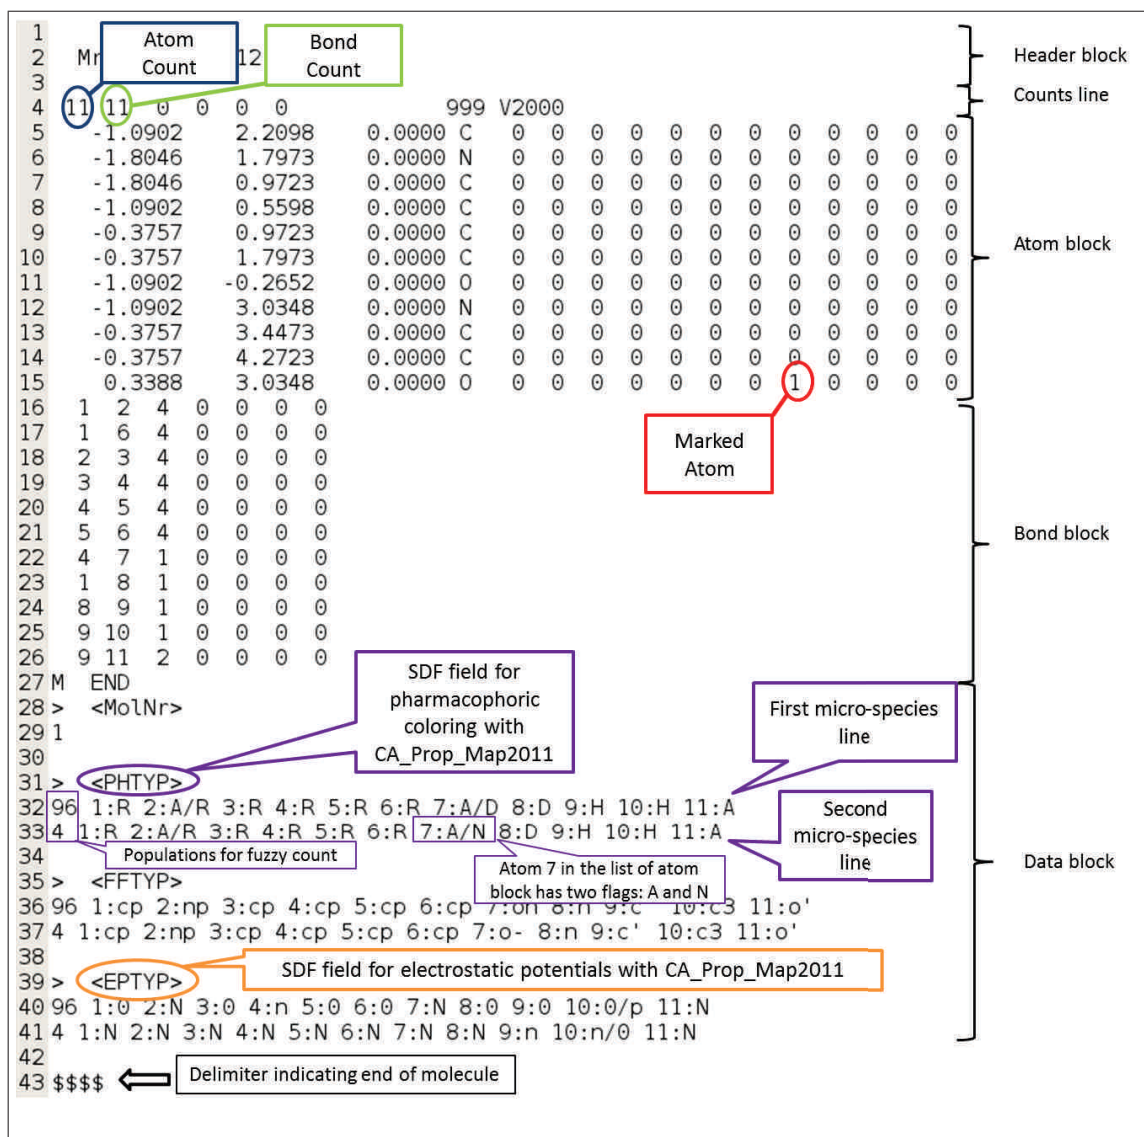 1
Atom Count
Bond Count
2 Mr 12
Header block
3
Counts line
4 11 11 0 0 0 0 999 V2000
5 -1.0902 2.2098 0.0000 C 0 0 0 0 0 0 0 0 0 0 0 0
6 -1.8046 1.7973 0.0000 N 0 0 0 0 0 0 0 0 0 0 0 0
7 -1.8046 0.9723 0.0000 C 0 0 0 0 0 0 0 0 0 0 0 0
8 -1.0902 0.5598 0.0000 C 0 0 0 0 0 0 0 0 0 0 0 0
9 -0.3757 0.9723 0.0000 C 0 0 0 0 0 0 0 0 0 0 0 0
Atom block
10 -0.3757 1.7973 0.0000 C 0 0 0 0 0 0 0 0 0 0 0 0
11 -1.0902 -0.2652 0.0000 O 0 0 0 0 0 0 0 0 0 0 0 0
12 -1.0902 3.0348 0.0000 N 0 0 0 0 0 0 0 0 0 0 0 0
13 -0.3757 3.4473 0.0000 C 0 0 0 0 0 0 0 0 0 0 0 0
14 -0.3757 4.2723 0.0000 C 0 0 0 0 0 0 0 0 0 0 0 0
15 0.3388 3.0348 0.0000 O 0 0 0 0 0 0 0 1 0 0 0 0
16 1 2 4 0 0 0 0
17 1 6 4 0 0 0 0
Marked
Atom
18 2 3 4 0 0 0 0
19 3 4 4 0 0 0 0
20 4 5 4 0 0 0 0
21 5 6 4 0 0 0 0
Bond block
22 4 7 1 0 0 0 0
23 1 8 1 0 0 0 0
24 8 9 1 0 0 0 0
25 9 10 1 0 0 0 0
26 9 11 2 0 0 0 0
SDF field for
pharmacophoric
coloring with
CA_Prop_Map2011
27 M END
28 > <MolNr>
First micro-species
line
29 1
30
31 > <PHTYP>
32 96 1:R 2:A/R 3:R 4:R 5:R 6:R 7:A/D 8:D 9:H 10:H 11:A
Second
micro-species
line
33 4 1:R 2:A/R 3:R 4:R 5:R 6:R 7:A/N 8:D 9:H 10:H 11:A
34
Populations for fuzzy count
Atom 7 in the list of atom
block has two flags: A and N
Data block
35 > <FFTYP>
36 96 1:cp 2:np 3:cp 4:cp 5:cp 6:cp 7:on 8:n 9:c 10:c3 11:o'
37 4 1:cp 2:np 3:cp 4:cp 5:cp 6:cp 7:o- 8:n 9:c' 10:c3 11:o'
38
39 > <EPTYP>
SDF field for electrostatic potentials with CA_Prop_Map2011
40 96 1:0 2:N 3:0 4:n 5:0 6:0 7:N 8:0 9:0 10:0/p 11:N
41 4 1:N 2:N 3:N 4:N 5:N 6:N 7:N 8:N 9:n 10:n/0 11:N
42
43 $$$$
Delimiter indicating end of molecule